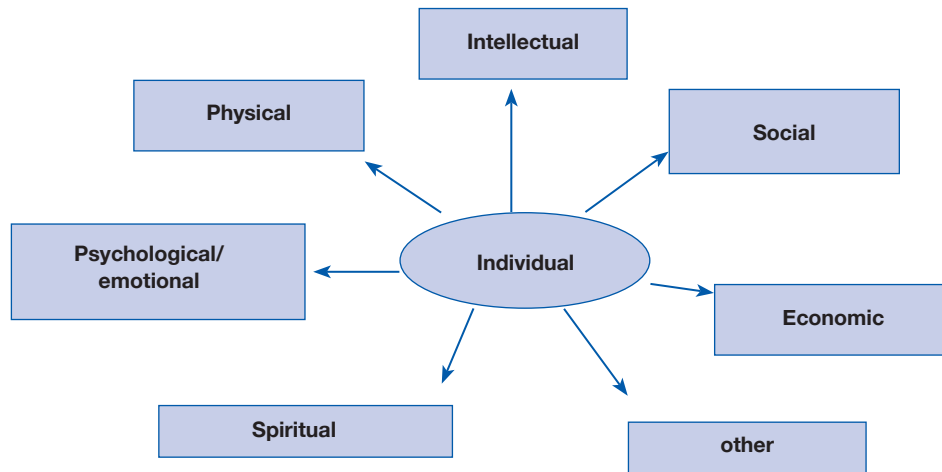 Intellectual
Physical
Social
Psychological/
emotional
Individual
Economic
Spiritual
other